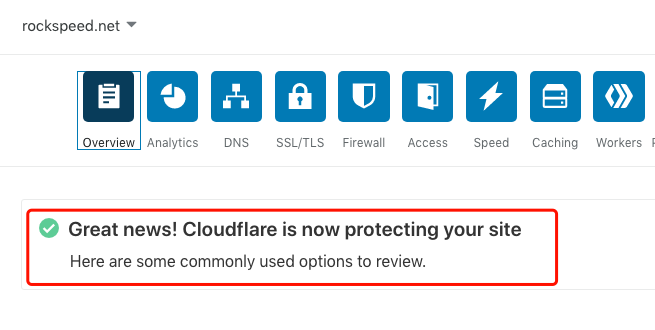 rockspeed.net
Overview Analytics DNS SSL/TLS Firewall Access Speed Caching Workers
Great news! Cloudflare is now protecting your site
Here are some commonly used options to review.